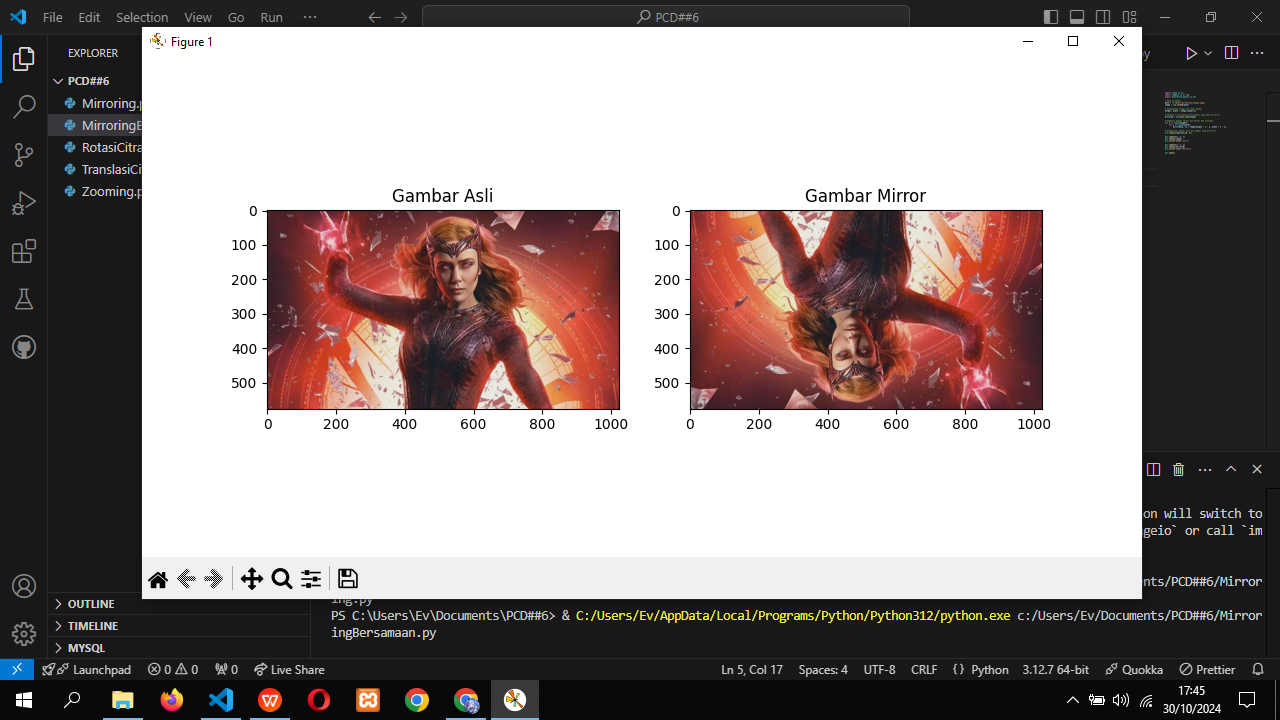 File Edit Selection View Go Run ···
PCD##6
Figure 1
EXPLORER
PCD##6
Mirroring.p
MirroringB
RotasiCitra
TranslasiCi
Zooming.p
Gambar Asli
0
100
200
300
400
500
0 200 400 600 800 1000
Gambar Mirror
0
100
200
300
400
500
0 200 400 600 800 1000
on will switch to
geio` or call `im
nts/PCD##6/Mirror
ing.py
PS C:\Users\Ev\Documents\PCD##6> & C:/Users/Ev/AppData/Local/Programs/Python/Python312/python.exe c:/Users/Ev/Documents/PCD##6/Mirror
ingBersamaan.py
OUTLINE
TIMELINE
MYSQL
Launchpad 0 0 0 Live Share Ln 5, Col 17 Spaces: 4 UTF-8 CRLF Python 3.12.7 64-bit Quokka Prettier
17:45
30/10/2024